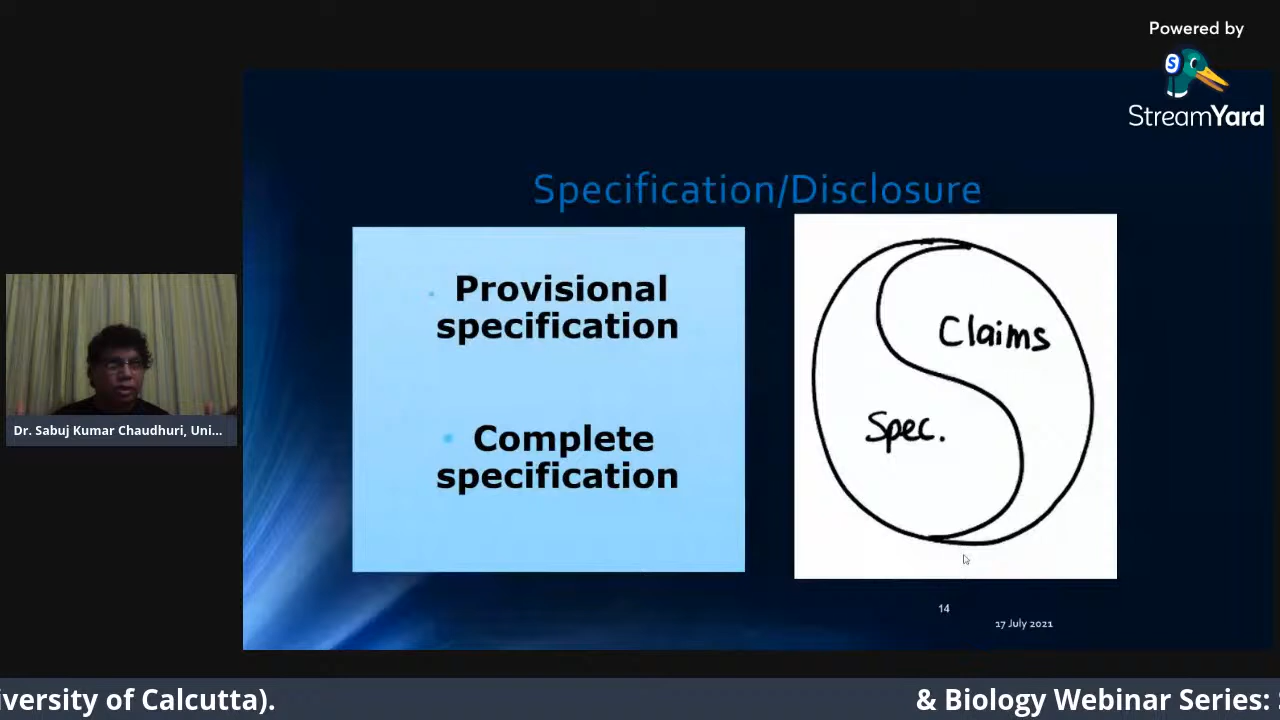 Powered by
StreamYard
Specification/Disclosure
Provisional
specification
Complete
specification
Claims
Spec.
Dr. Sabuj Kumar Chaudhuri, Uni...
14
17 July 2021
iversity of Calcutta).
& Biology Webinar Series: